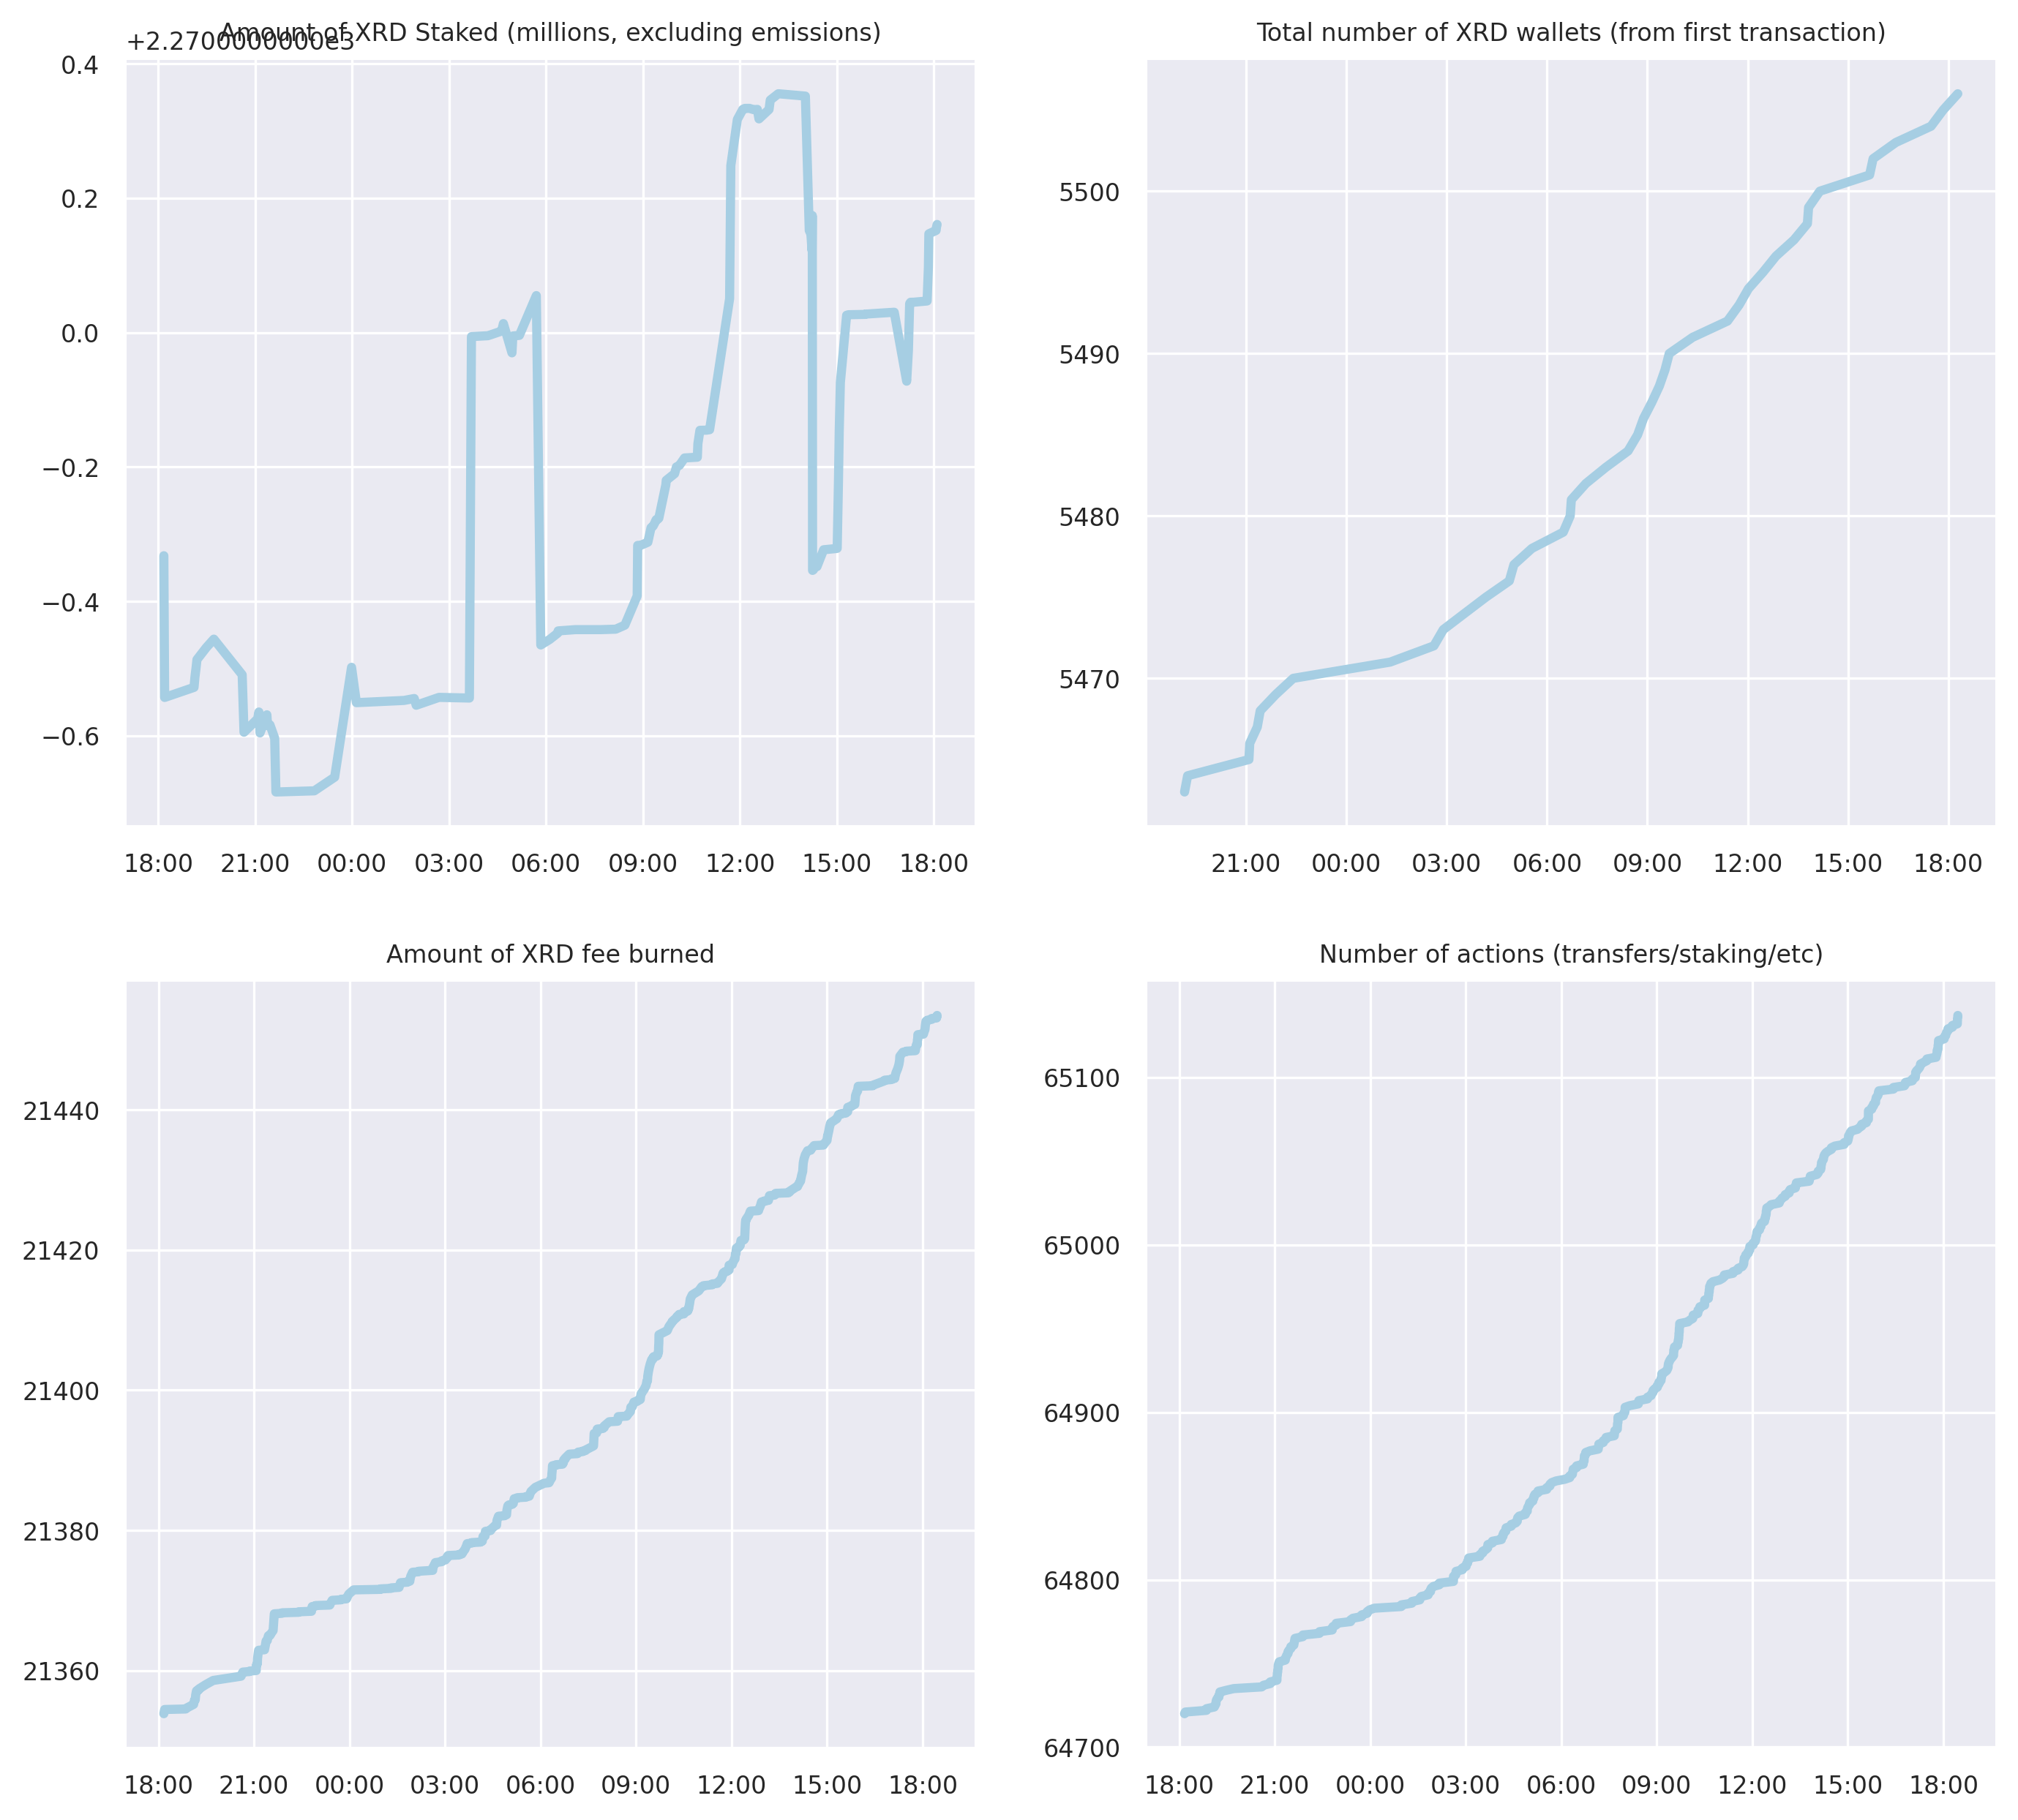 Amount of XRD Staked (millions, excluding emissions)
+2.2700000000e3
0.4
0.2
0.0
−0.2
−0.4
−0.6
18:00 21:00 00:00 03:00 06:00 09:00 12:00 15:00 18:00
Total number of XRD wallets (from first transaction)
5500
5490
5480
5470
21:00 00:00 03:00 06:00 09:00 12:00 15:00 18:00
Amount of XRD fee burned
21440
21420
21400
21380
21360
18:00 21:00 00:00 03:00 06:00 09:00 12:00 15:00 18:00
Number of actions (transfers/staking/etc)
65100
65000
64900
64800
64700
18:00 21:00 00:00 03:00 06:00 09:00 12:00 15:00 18:00